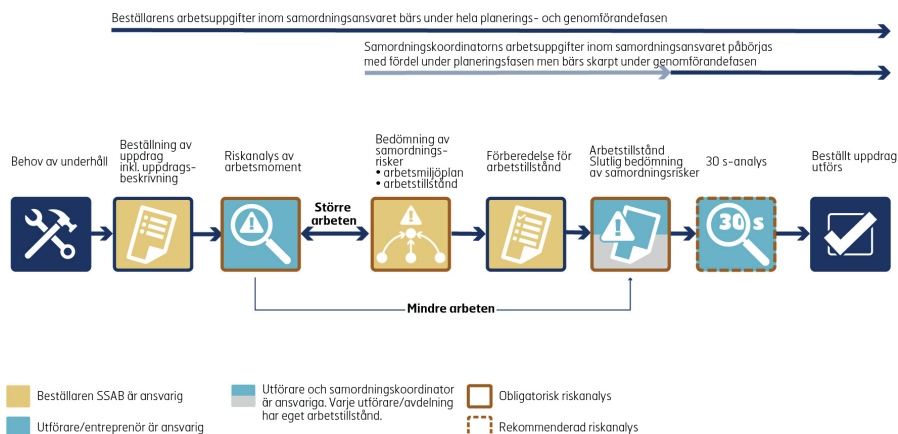 Beställarens arbetsuppgifter inom samordningsansvaret bärs under hela planerings- och genomförandefasen
Samordningskoordinatorns arbetsuppgifter inom samordningsansvaret påbörjas
med fördel under planeringsfasen men bärs skarpt under genomförandefasen
Behov av underhåll
Beställning av
uppdrag
inkl. uppdrags-
beskrivning
Riskanalys av
arbetsmoment
Större
arbeten
Bedömning av
samordnings-
risker
• arbetsmiljöplan
• arbetstillstånd
Förberedelse för
arbetstillstånd
Arbetstillstånd
Slutlig bedömning
av samordningsrisker
30 s-analys
30 s
Beställt uppdrag
utförs
Mindre arbeten
Beställaren SSAB är ansvarig
Utförare/entreprenör är ansvarig
Utförare och samordningskoordinator
är ansvariga. Varje utförare/avdelning
har eget arbetstillstånd.
Obligatorisk riskanalys
Rekommenderad riskanalys